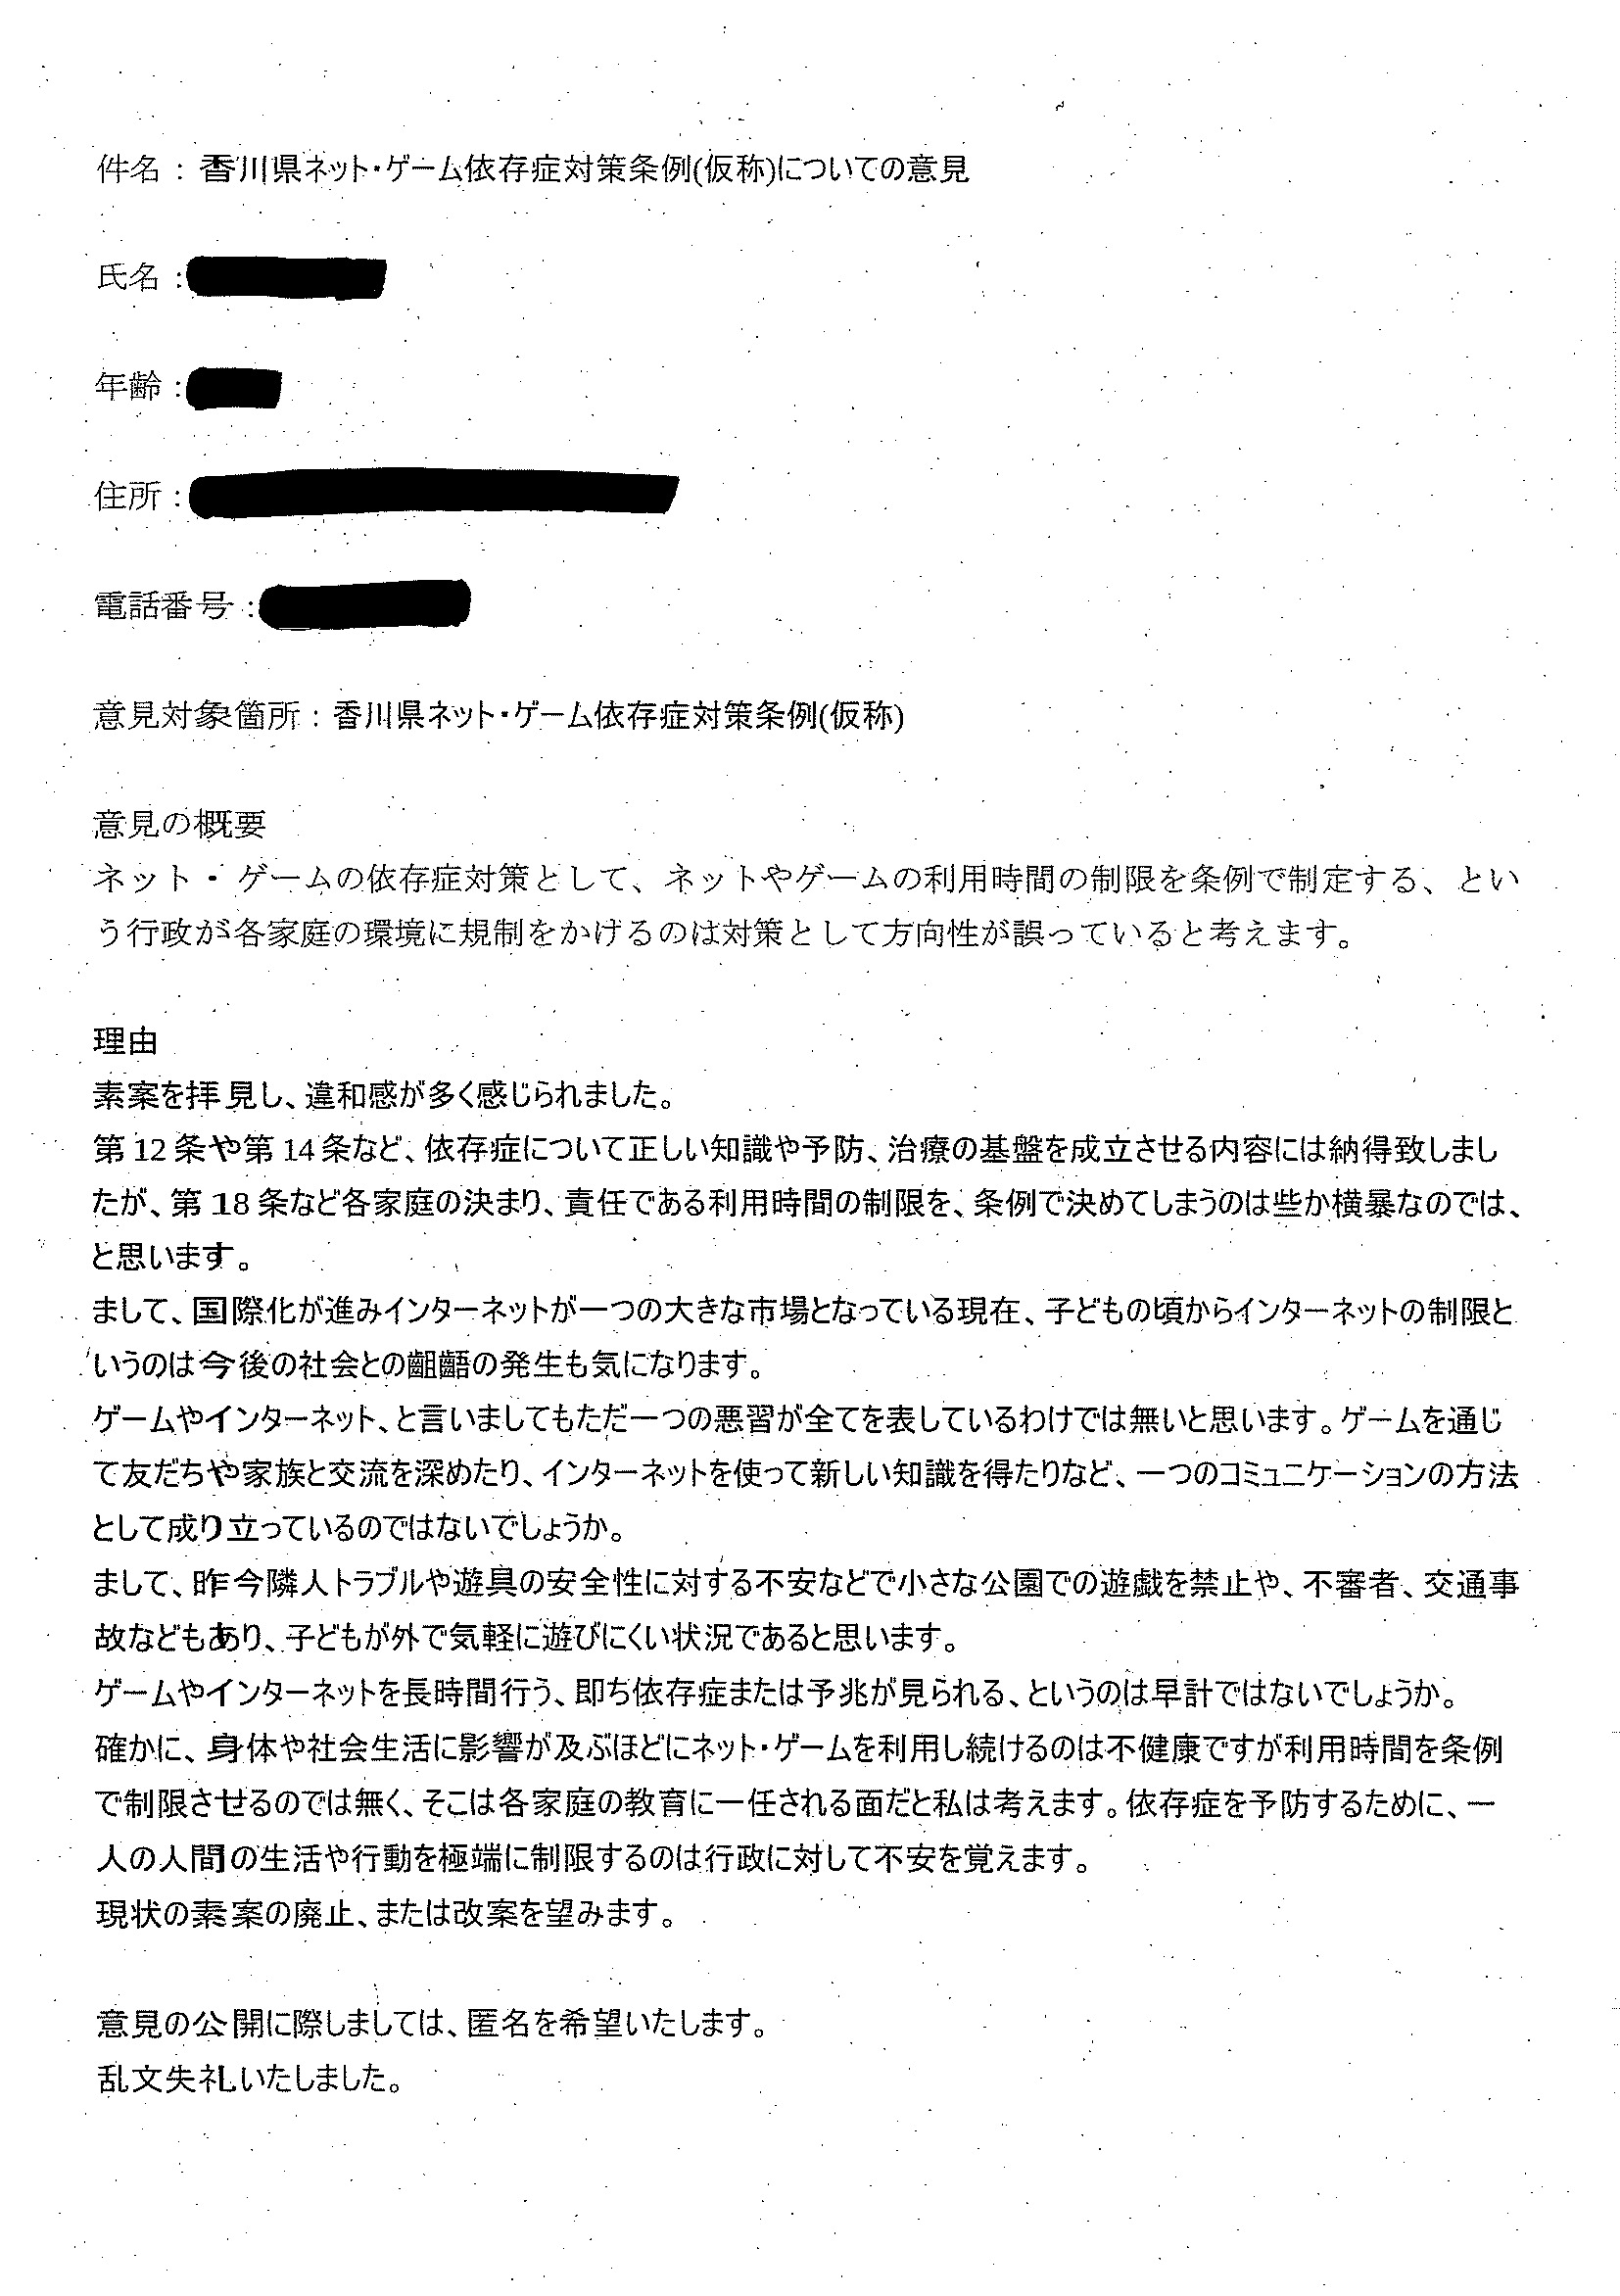 件名：香川県ネット・ゲーム依存症対策条例(仮称)についての意見
氏名：
年齢：
住所：
電話番号：
意見対象箇所：香川県ネット・ゲーム依存症対策条例(仮称)
意見の概要
ネット・ゲームの依存症対策として、ネットやゲームの利用時間の制限を条例で制定する、とい
う行政が各家庭の環境に規制をかげるのは対策として方向性が誤っていると考えます。
理由
素案を拝見し、違和感が多く感じられました。
第12条や第14条など、依存症について正しい知識や予防、治療の基盤を成立させる内容には納得致しまし
たが、第18条など各家庭の決まり、責任である利用時間の制限を、条例で決めてしまうのは些か横暴なのでは、
と思います。
まして、国際化が進みインターネットが一つの大きな市場となっている現在、子どもの頃からインターネットの制限と
いうのは今後の社会との齟齬の発生も気になります。
ゲームやインターネット、と言いましてもただ一つの悪習が全てを表しているわけでは無いと思います。ゲームを通じ
て友だちや家族と交流を深めたり、インターネットを使って新しい知識を得たりなど、一つのコミュニケーションの方法
として成り立っているのではないでしょうか。
まして、昨今隣人トラブルや遊具の安全性に対する不安などで小さな公園での遊戯を禁止や、不審者、交通事
故などもあり、子どもが外で気軽に遊びにくい状況であると思います。
ゲームやインターネットを長時間行う、即ち依存症または予兆が見られる、というのは早計ではないでしょうか。
確かに、身体や社会生活に影響が及ぶほどにネット・ゲームを利用し続けるのは不健康ですが利用時間を条例
で制限させるのでは無く、そこは各家庭の教育に一任される面だと私は考えます。依存症を予防するために、一
人の人間の生活や行動を極端に制限するのは行政に対して不安を覚えます。
現状の素案の廃止、または改案を望みます。
意見の公開に際しましては、匿名を希望いたします。
乱文失礼いたしました。